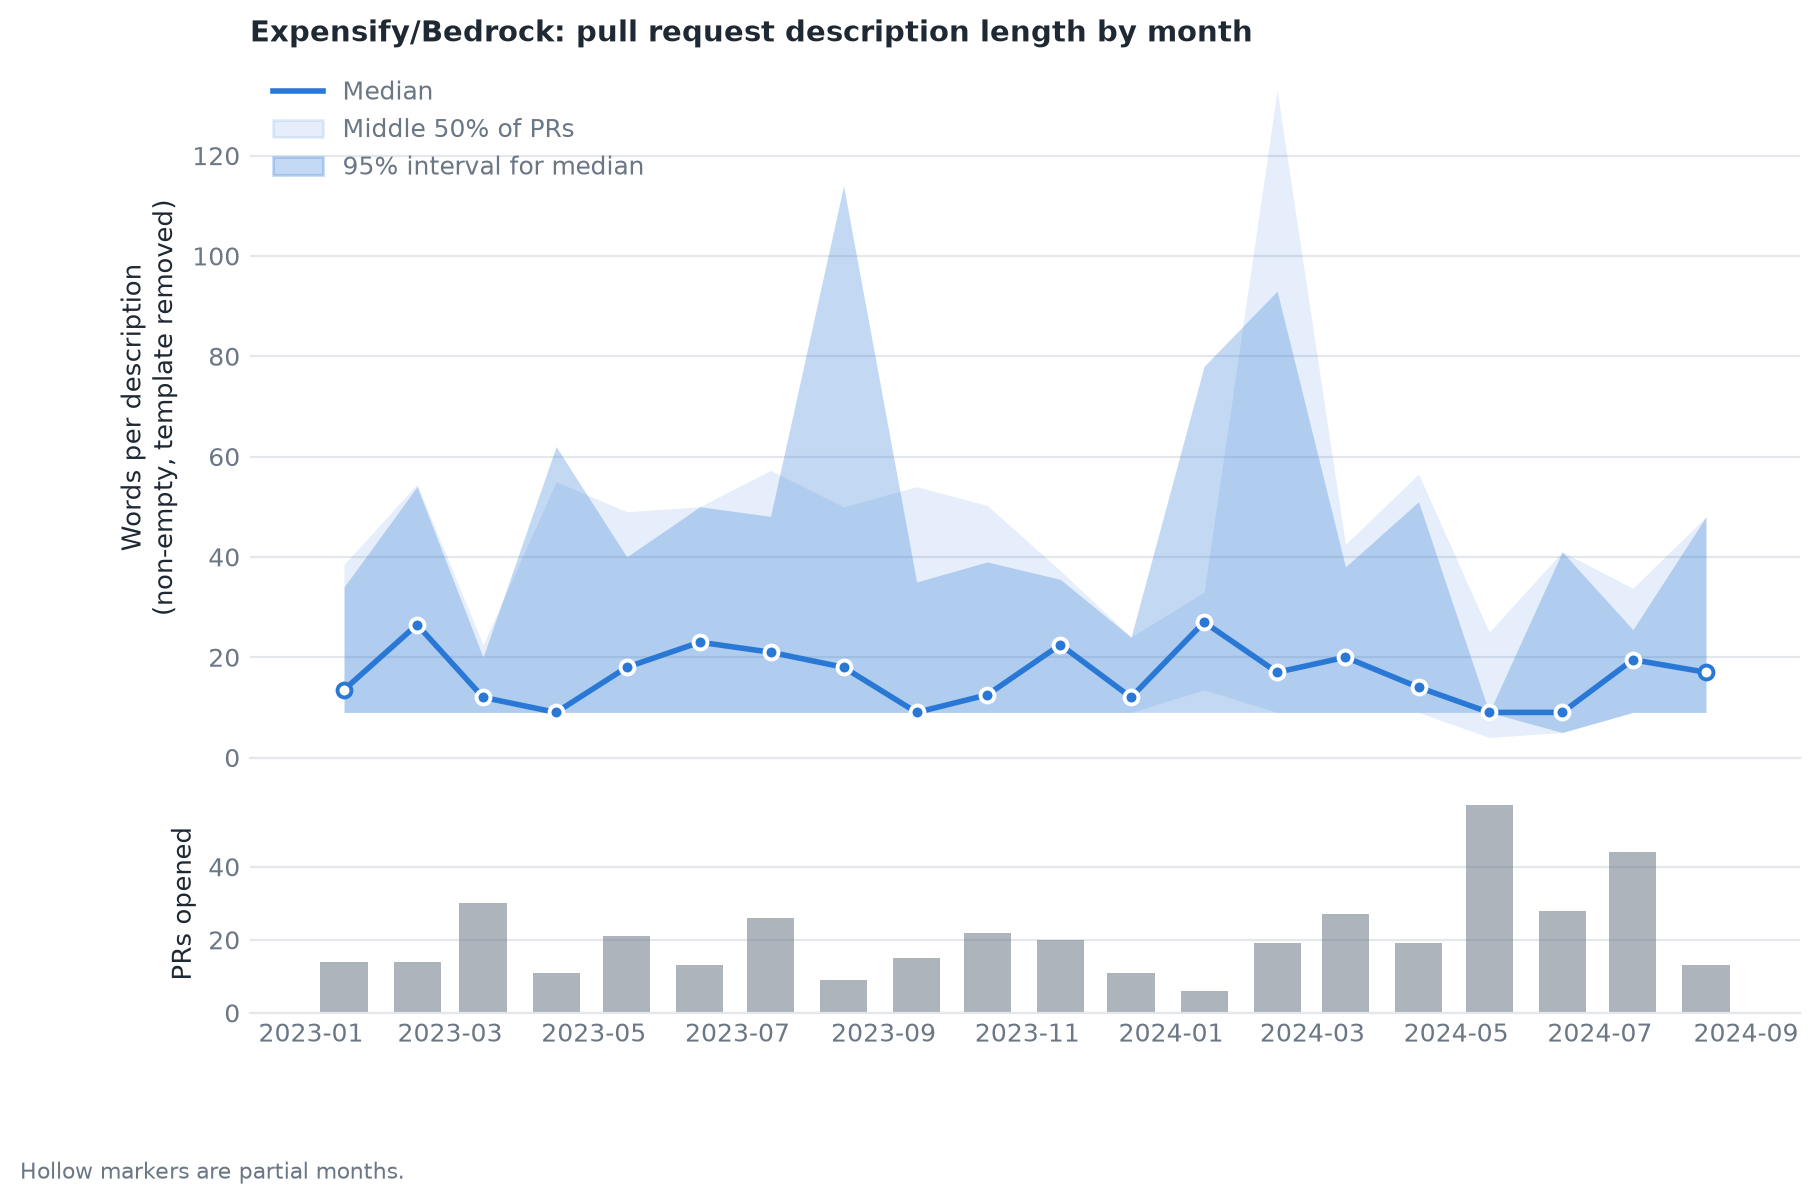 Expensify/Bedrock: pull request description length by month
Median
Middle 50% of PRs
95% interval for median
Words per description
(non-empty, template removed)
120
100
80
60
40
20
0
PRs opened
40
20
0
2023-01
2023-03
2023-05
2023-07
2023-09
2023-11
2024-01
2024-03
2024-05
2024-07
2024-09
Hollow markers are partial months.